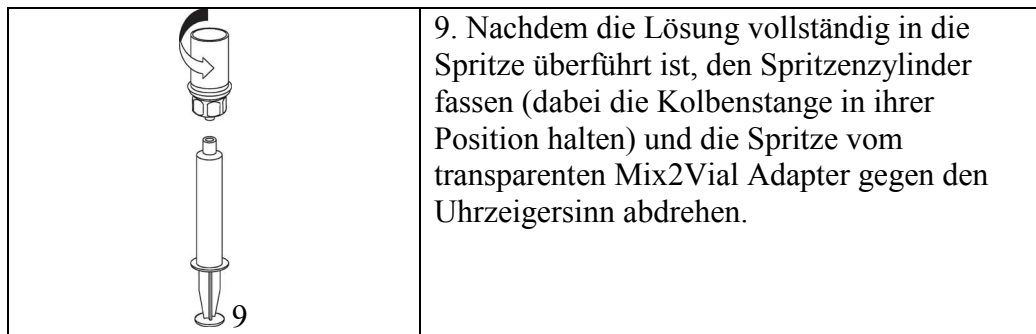 9. Nachdem die Lösung vollständig in die
Spritze überführt ist, den Spritzenzylinder
fassen (dabei die Kolbenstange in ihrer
Position halten) und die Spritze vom
transparenten Mix2Vial Adapter gegen den
Uhrzeigersinn abdrehen.
9